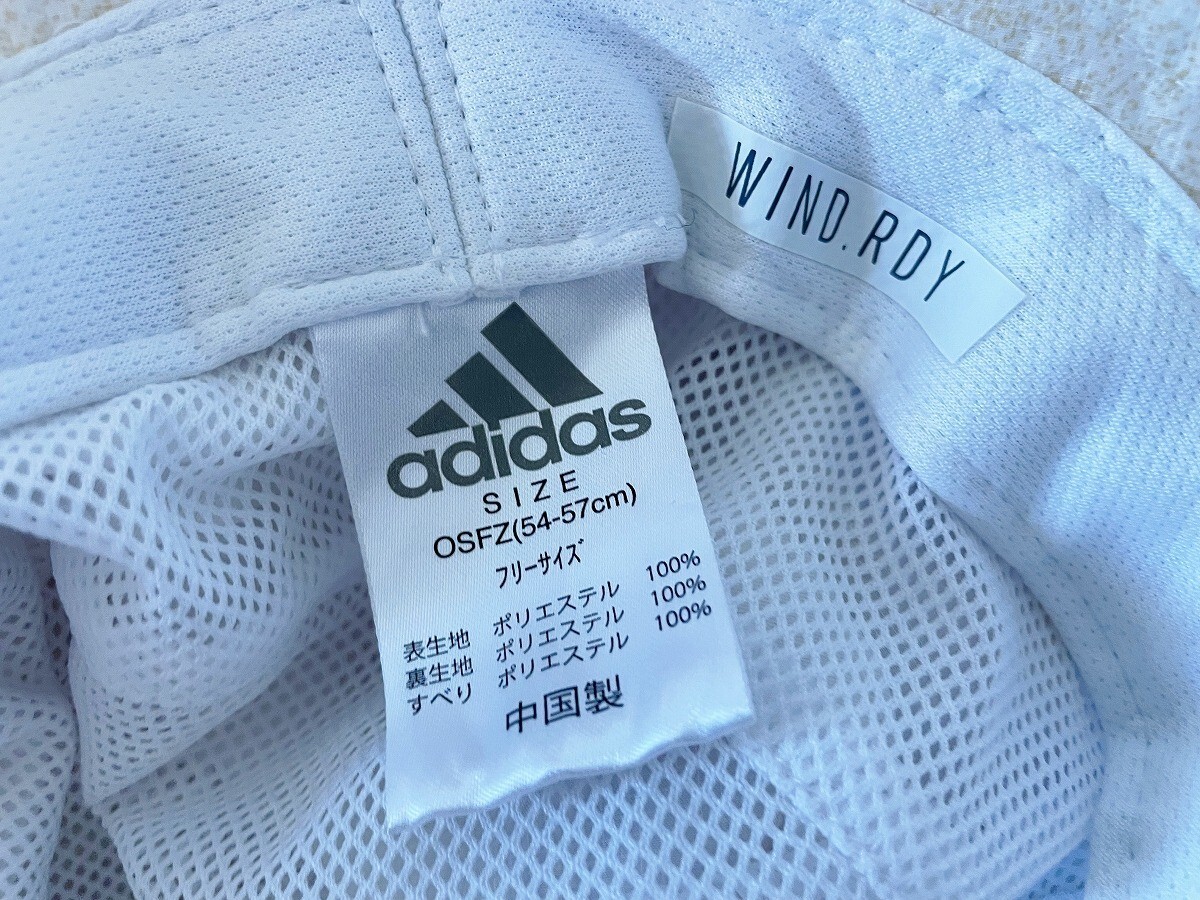 WIND.RDY
adidas
SIZE
OSFZ(54-57cm)
フリーサイズ
表生地 ポリエステル 100%
裏生地 ポリエステル 100%
すべり ポリエステル 100%
中国製